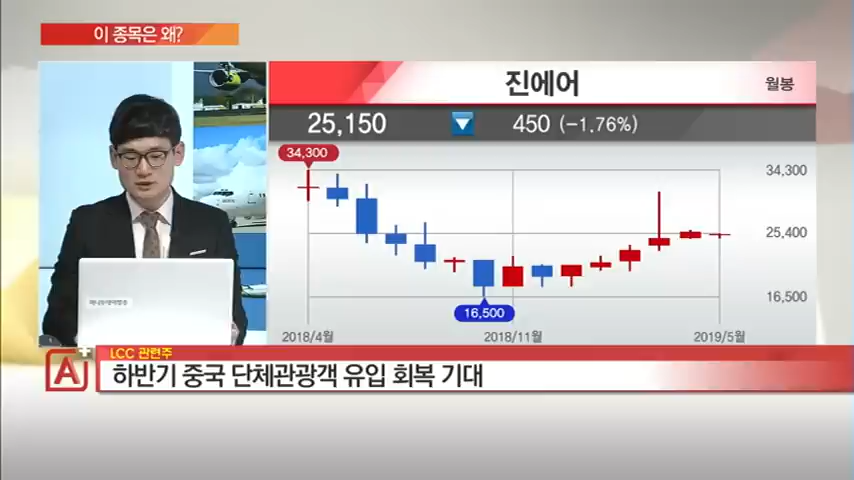 이 종목은 왜?
진에어
월봉
25,150 ▼ 450 (-1.76%)
34,300
34,300
25,400
16,500
16,500
2018/4월
2018/11월
2019/5월
A+
LCC 관련주
하반기 중국 단체관광객 유입 회복 기대